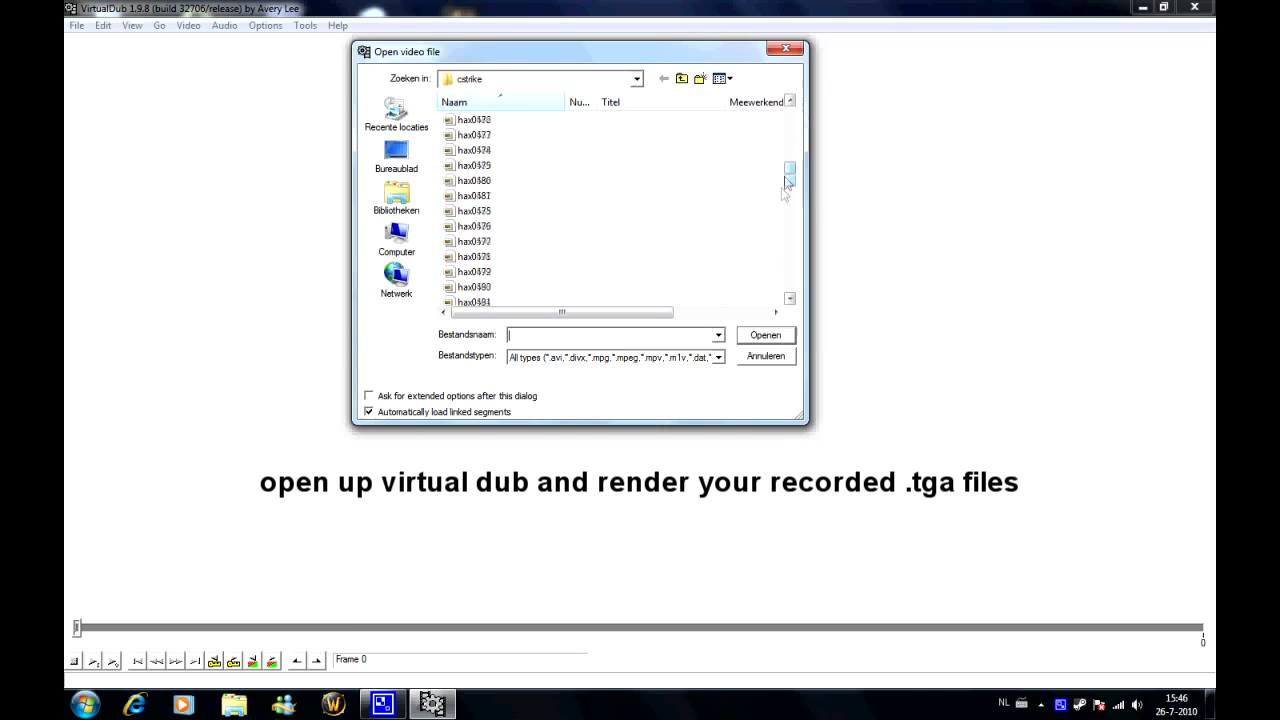 VirtualDub 1.9.8 (build 32706/release) by Avery Lee
File Edit View Go Video Audio Options Tools Help
Open video file
Zoeken in: cstrike
Naam Nu... Titel Meewerkend
Recente locaties
Bureaublad
Bibliotheken
Computer
Netwerk
Bestandsnaam: Openen
Bestandstypen: All types (*.avi,*.divx,*.mpg,*.mpeg,*.mpv,*.m1v,*.dat,* Annuleren
Ask for extended options after this dialog
Automatically load linked segments
open up virtual dub and render your recorded .tga files
0
Frame 0
NL 15:46
26-7-2010